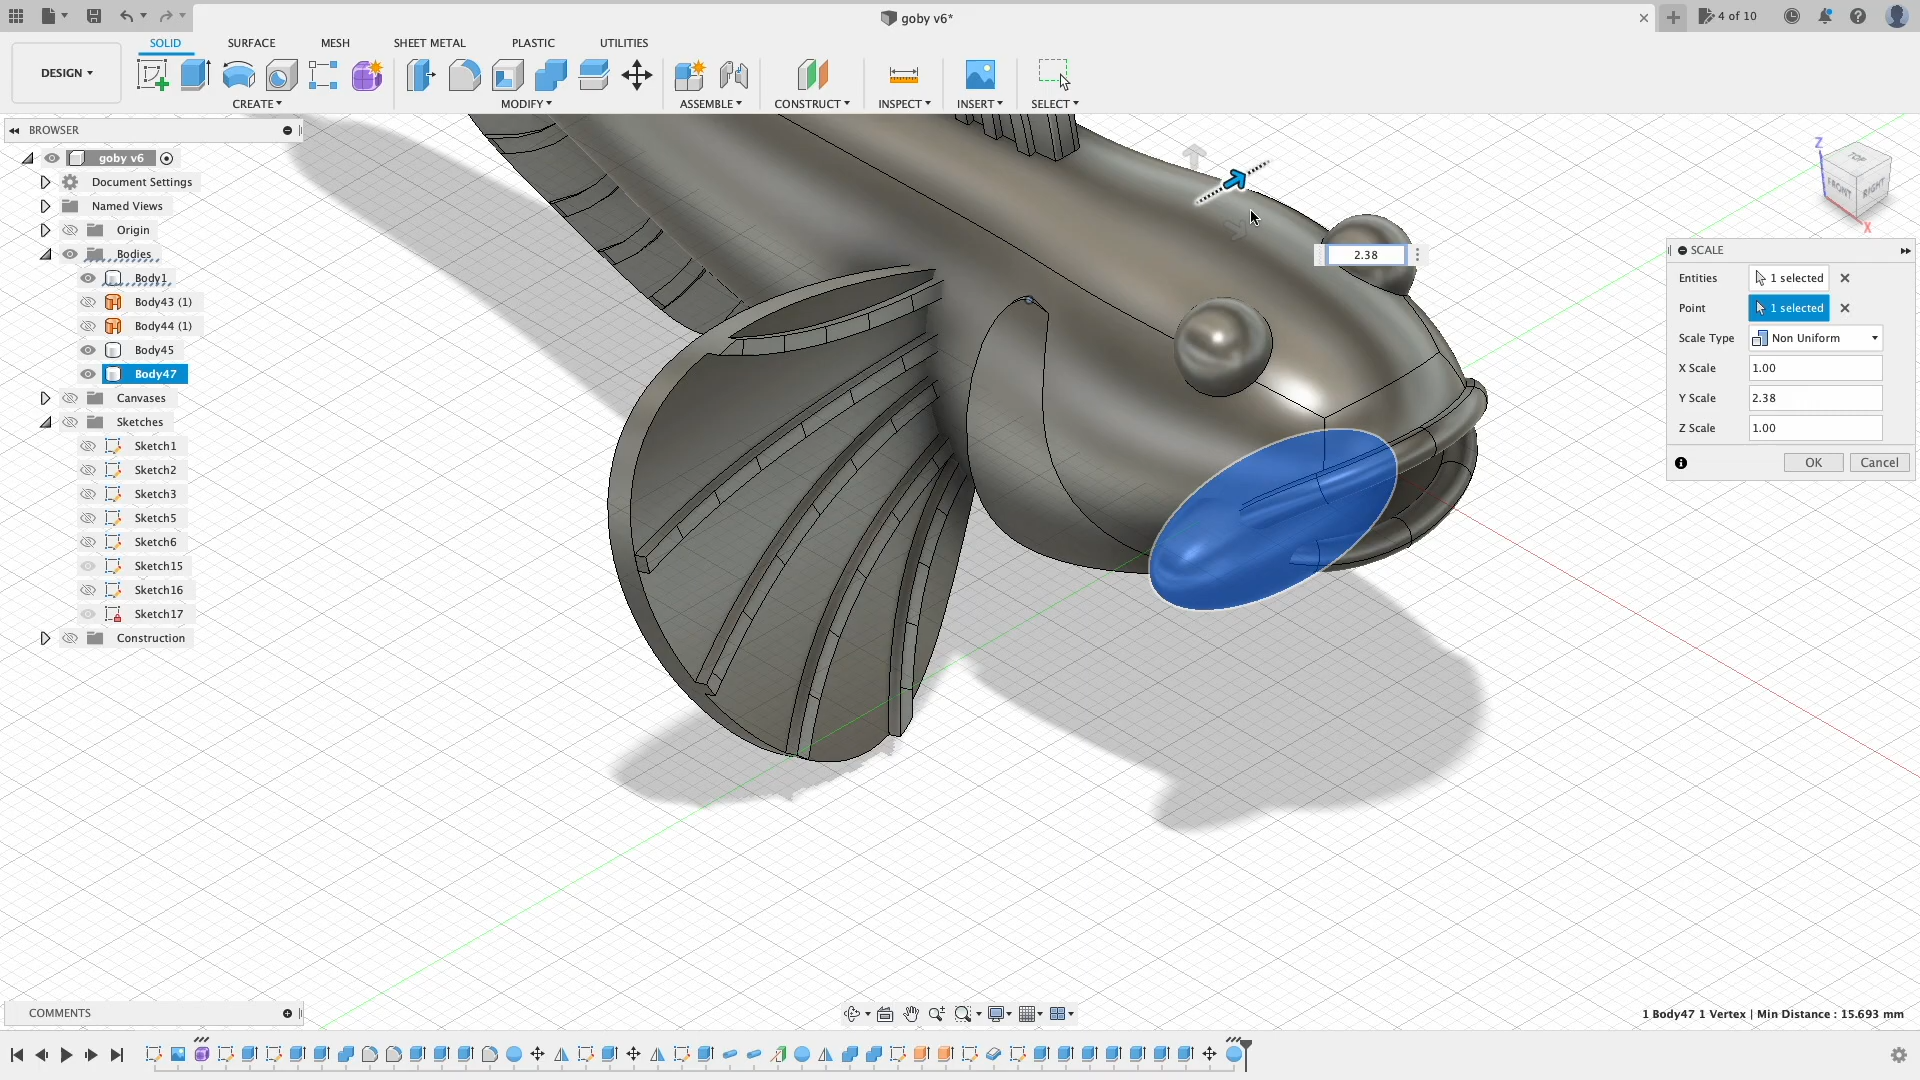 goby v6*
4 of 10
SOLID
SURFACE
MESH
SHEET METAL
PLASTIC
UTILITIES
DESIGN
CREATE
MODIFY
ASSEMBLE
CONSTRUCT
INSPECT
INSERT
SELECT
BROWSER
goby v6
Document Settings
Named Views
Origin
Bodies
Body1
Body43 (1)
Body44 (1)
Body45
Body47
Canvases
Sketches
Sketch1
Sketch2
Sketch3
Sketch5
Sketch6
Sketch15
Sketch16
Sketch17
Construction
2.38
Z
TOP
FRONT
RIGHT
X
SCALE
Entities 1 selected
Point 1 selected
Scale Type Non Uniform
X Scale 1.00
Y Scale 2.38
Z Scale 1.00
OK Cancel
COMMENTS
1 Body47 1 Vertex | Min Distance : 15.693 mm